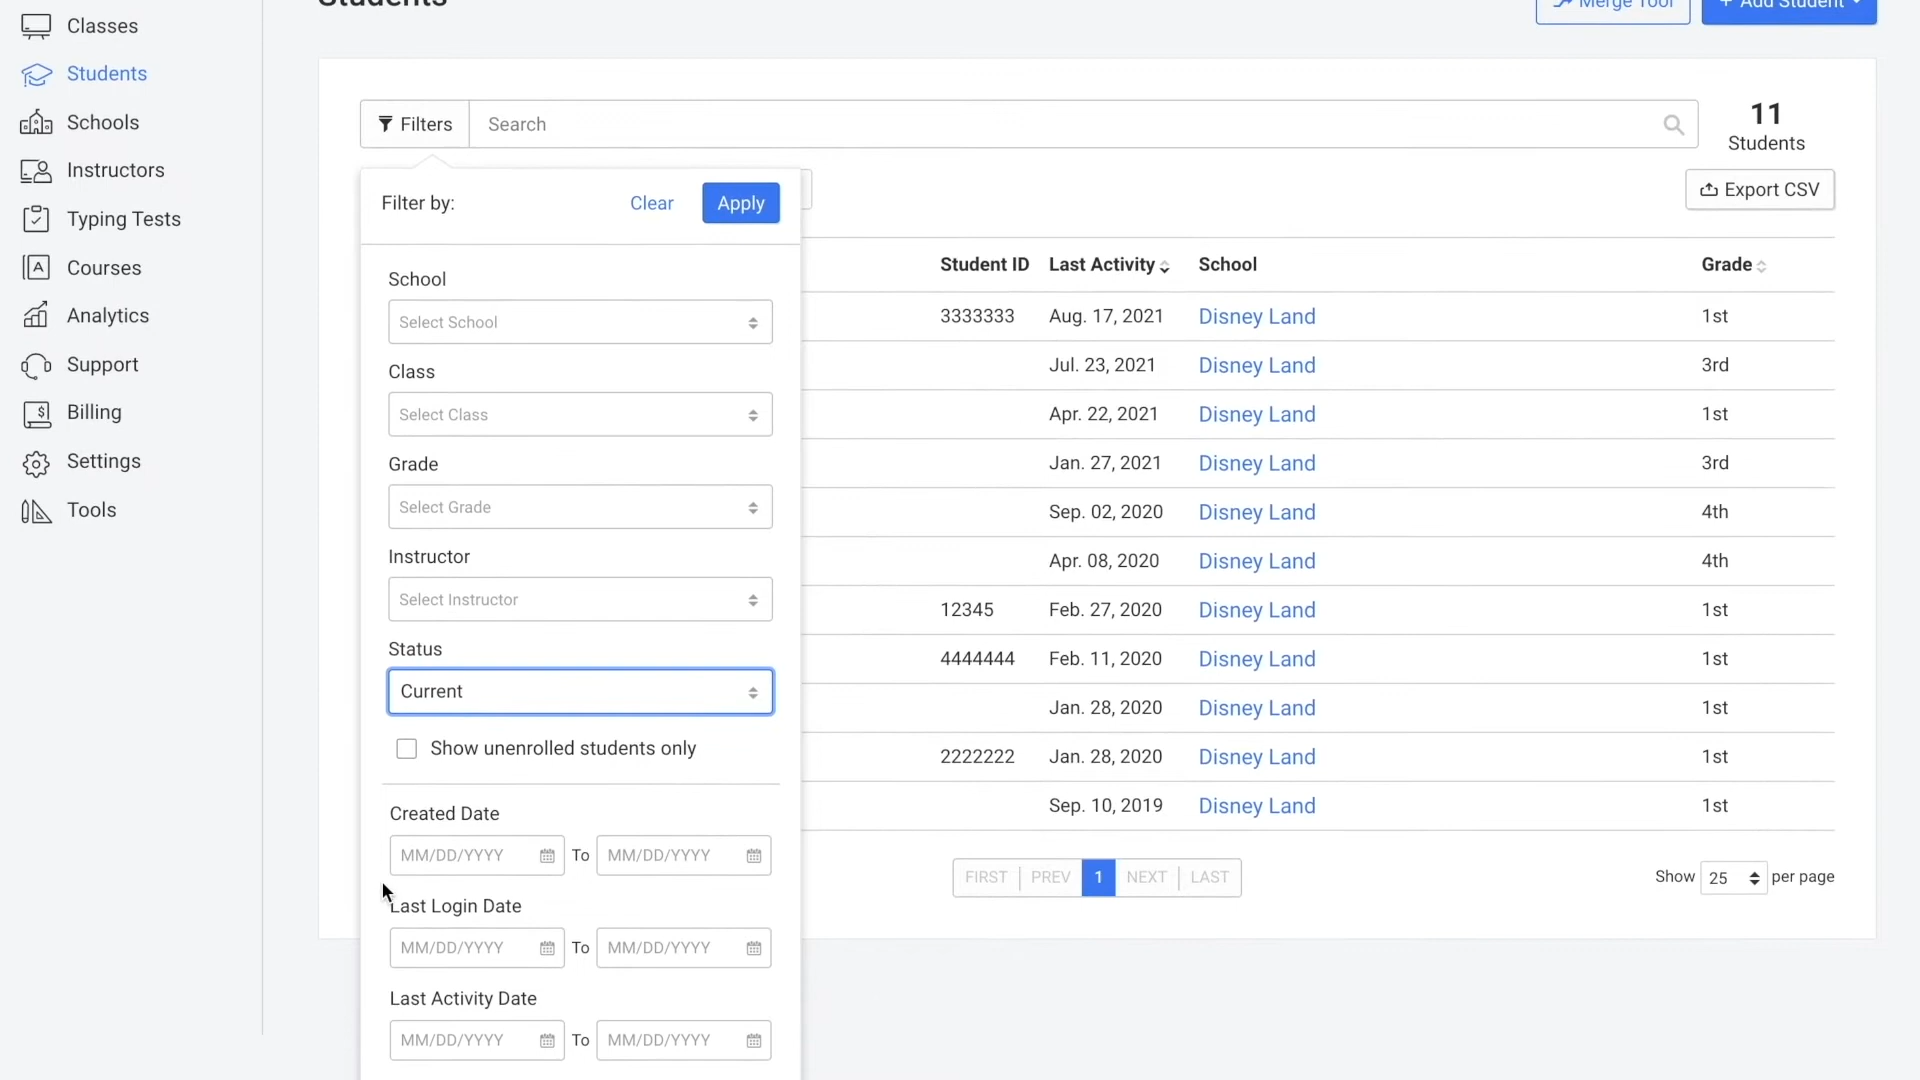 Students
Merge Tool
+ Add Student
Classes
Students
Schools
Instructors
Typing Tests
Courses
Analytics
Support
Billing
Settings
Tools
Filters
Search
11
Students
Export CSV
Filter by:
Clear
Apply
School
Select School
Class
Select Class
Grade
Select Grade
Instructor
Select Instructor
Status
Current
Show unenrolled students only
Created Date
MM/DD/YYYY To MM/DD/YYYY
Last Login Date
MM/DD/YYYY To MM/DD/YYYY
Last Activity Date
MM/DD/YYYY To MM/DD/YYYY
Student ID Last Activity School Grade
3333333 Aug. 17, 2021 Disney Land 1st
Jul. 23, 2021 Disney Land 3rd
Apr. 22, 2021 Disney Land 1st
Jan. 27, 2021 Disney Land 3rd
Sep. 02, 2020 Disney Land 4th
Apr. 08, 2020 Disney Land 4th
12345 Feb. 27, 2020 Disney Land 1st
4444444 Feb. 11, 2020 Disney Land 1st
Jan. 28, 2020 Disney Land 1st
2222222 Jan. 28, 2020 Disney Land 1st
Sep. 10, 2019 Disney Land 1st
FIRST PREV 1 NEXT LAST
Show 25 per page